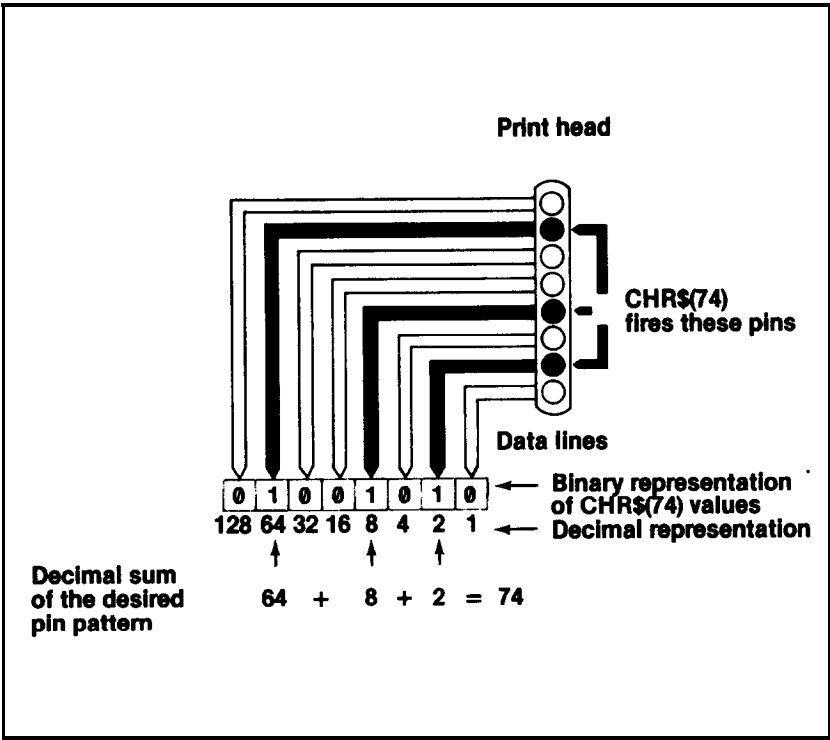 Print head
CHR$(74)
fires these pins
Data lines
0 1 0 0 1 0 1 0
Binary representation
of CHR$(74) values
128 64 32 16 8 4 2 1
Decimal representation
Decimal sum
of the desired
pin pattern
64 + 8 + 2 = 74